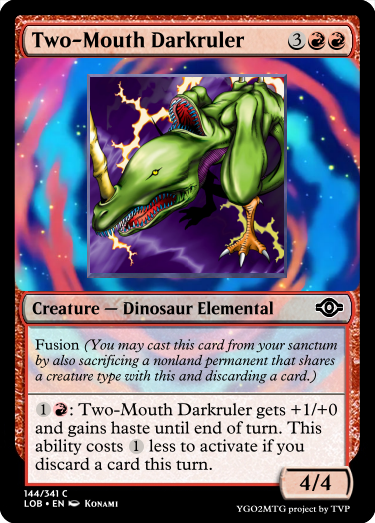 Two-Mouth Darkruler 3
Creature — Dinosaur Elemental
Fusion (You may cast this card from your sanctum
by also sacrificing a nonland permanent that shares
a creature type with this and discarding a card.)
1 : Two-Mouth Darkruler gets +1/+0
and gains haste until end of turn. This
ability costs 1 less to activate if you
discard a card this turn.
4/4
144/341 C
LOB • EN Konami
YGO2MTG project by TVP